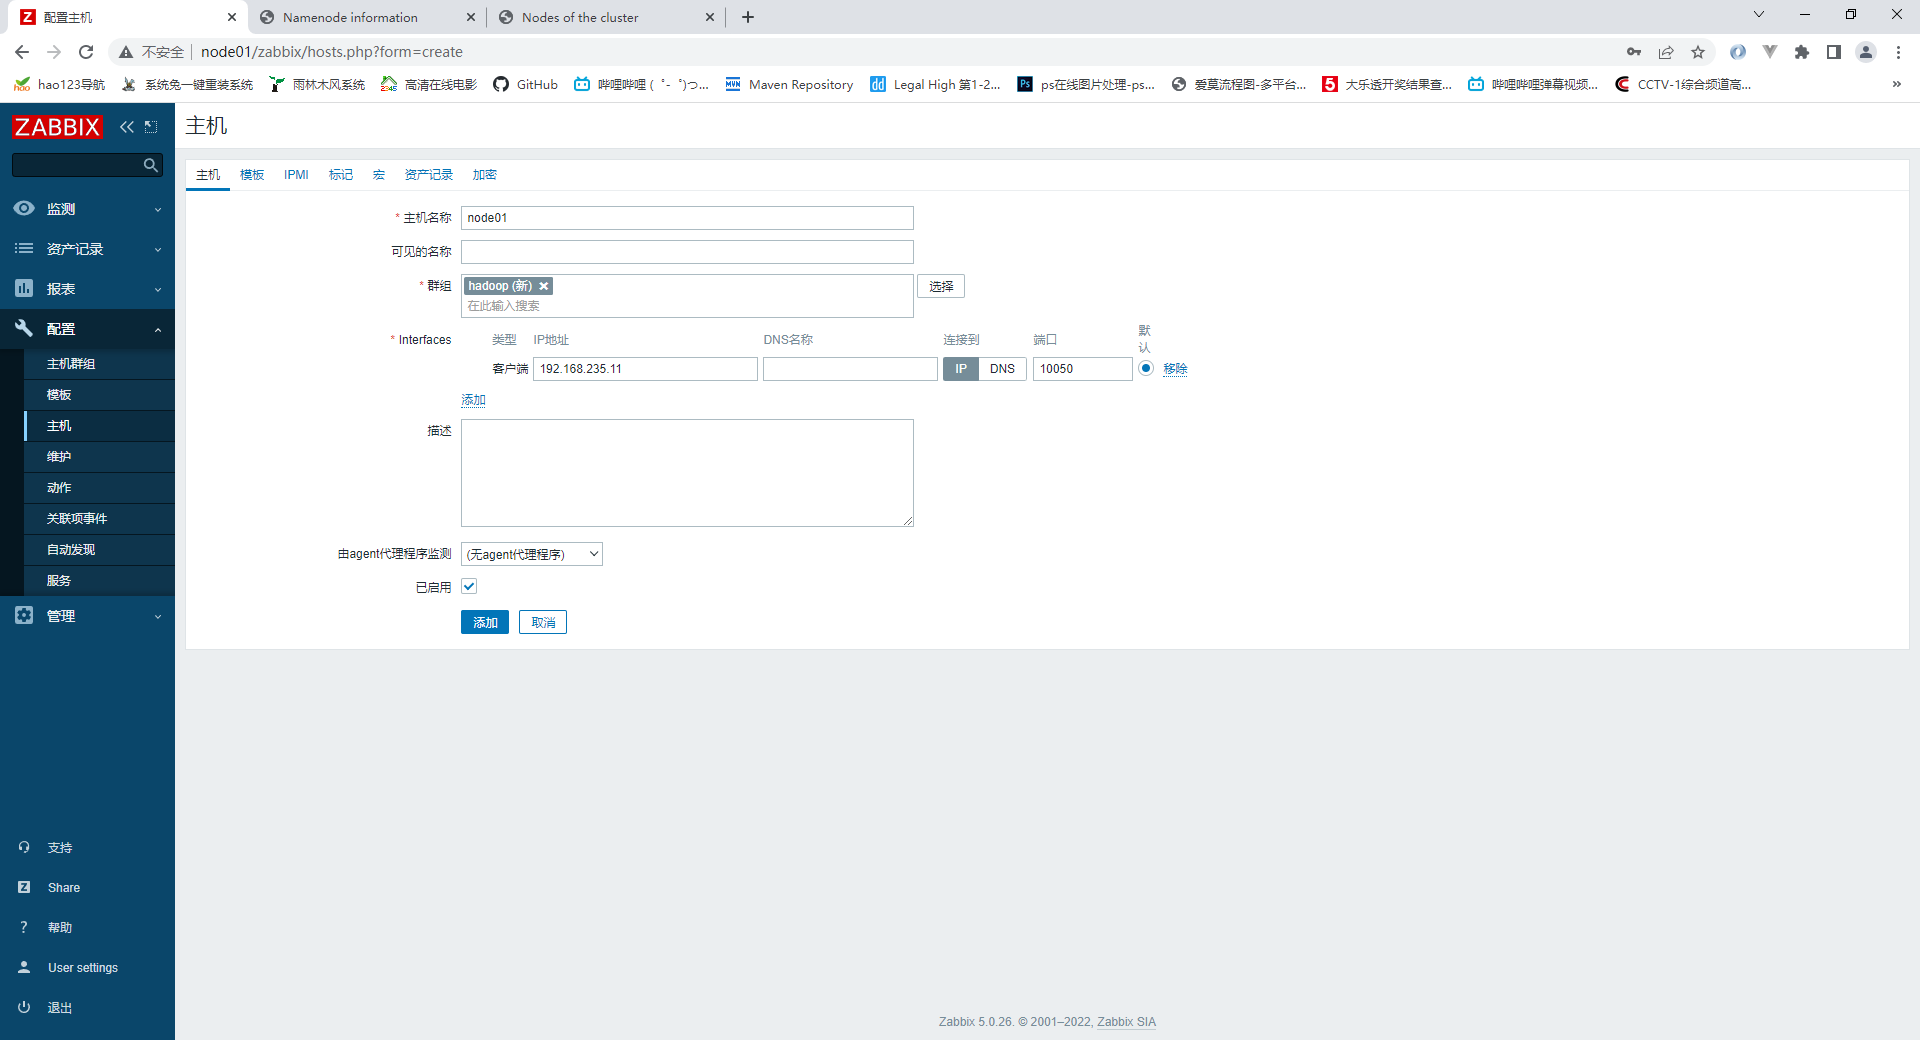 配置主机
Namenode information
Nodes of the cluster
不安全
node01/zabbix/hosts.php?form=create
hao123导航
系统兔一键重装系统
雨林木风系统
高清在线电影
GitHub
哔哩哔哩 ( ゜- ゜)つ...
Maven Repository
Legal High 第1-2...
ps在线图片处理-ps...
爱莫流程图-多平台...
大乐透开奖结果查...
哔哩哔哩弹幕视频...
CCTV-1综合频道高...
ZABBIX
主机
监测
资产记录
报表
配置
主机群组
模板
主机
维护
动作
关联项事件
自动发现
服务
管理
支持
Share
帮助
User settings
退出
主机 模板 IPMI 标记 宏 资产记录 加密
* 主机名称 node01
可见的名称
* 群组 hadoop (新) 选择
在此输入搜索
* Interfaces 类型 IP地址 DNS名称 连接到 端口 默认
客户端 192.168.235.11 IP DNS 10050 移除
添加
描述
由agent代理程序监测 (无agent代理程序)
已启用
添加 取消
Zabbix 5.0.26. © 2001–2022, Zabbix SIA